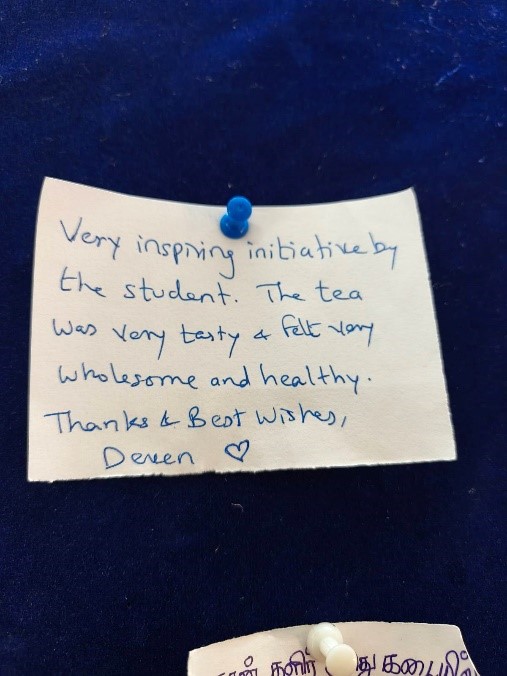 Very inspiring initiative by
the student. The tea
was very tasty & felt very
wholesome and healthy.
Thanks & Best Wishes,
Deven ♡
தளிர்